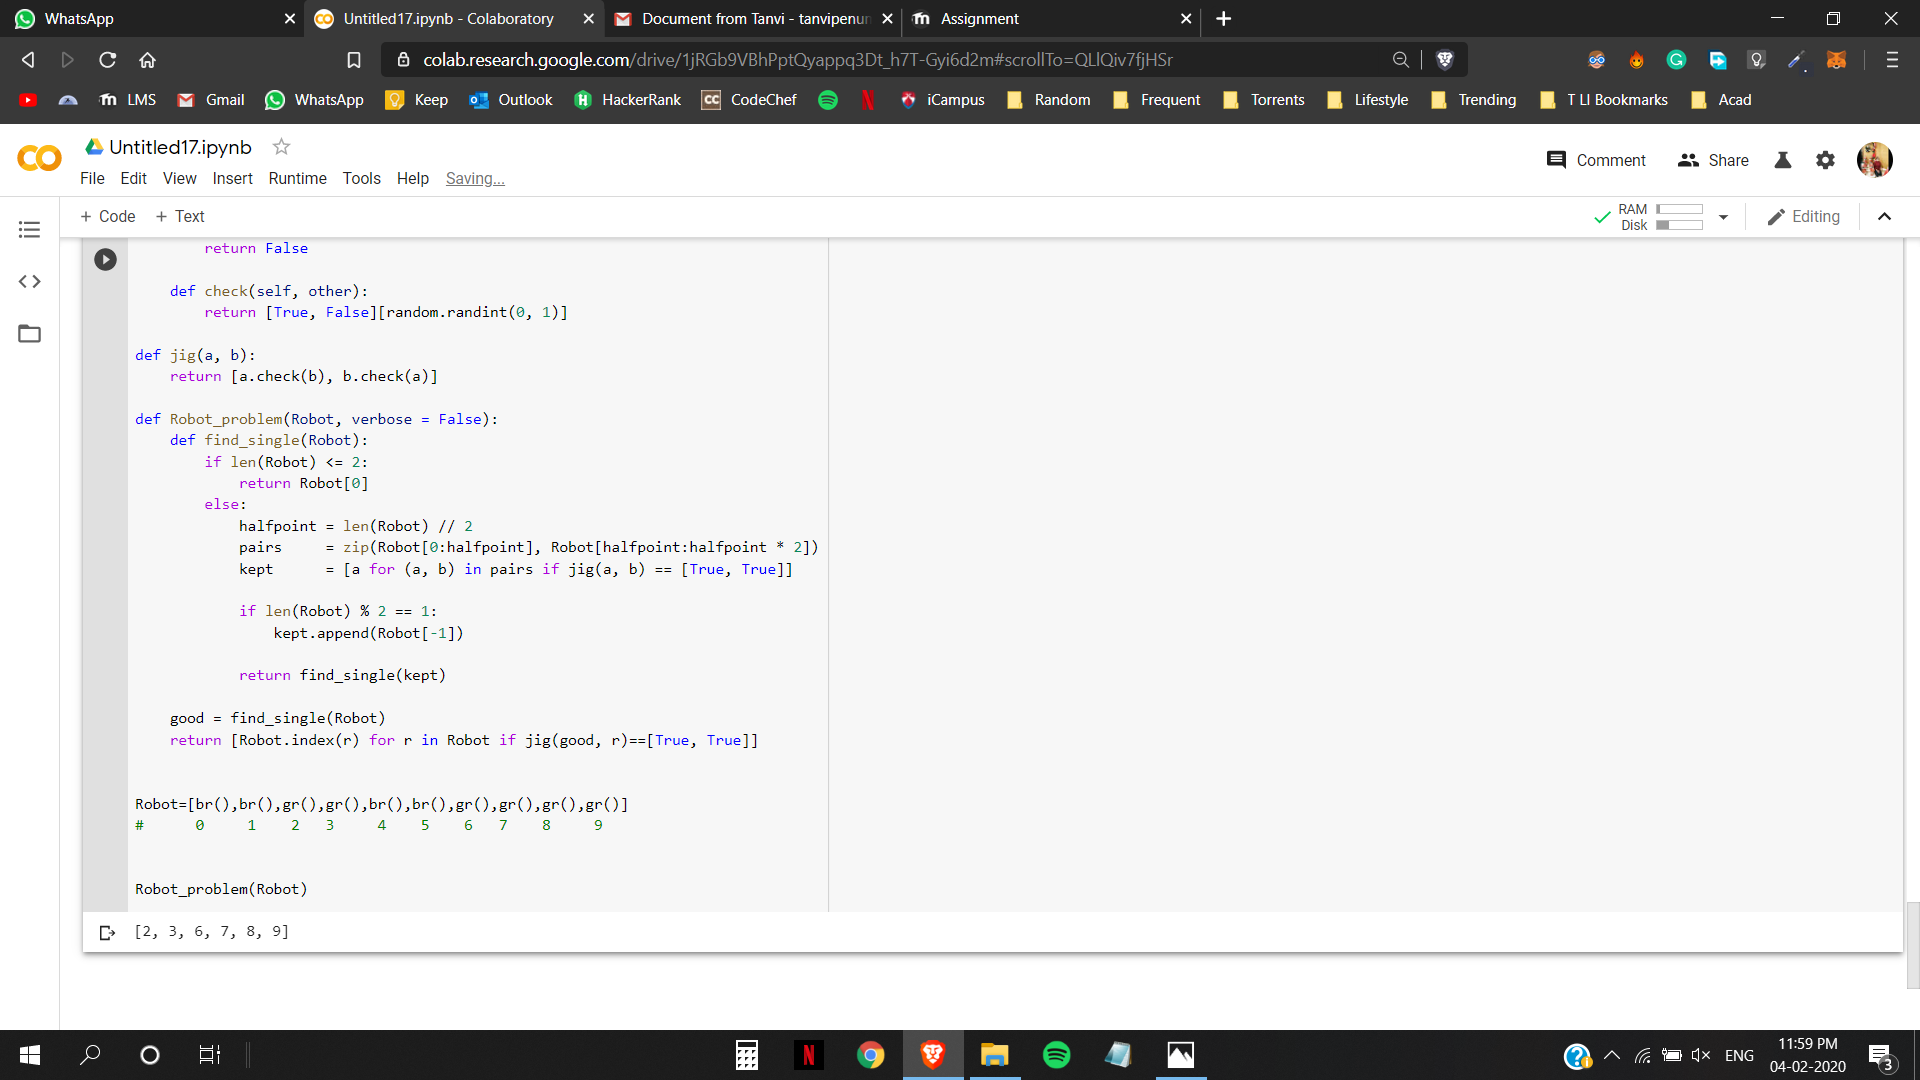 WhatsApp
Untitled17.ipynb - Colaboratory
Document from Tanvi - tanvipenun
Assignment
colab.research.google.com/drive/1jRGb9VBhPptQyappq3Dt_h7T-Gyi6d2m#scrollTo=QLlQiv7fjHSr
LMS Gmail WhatsApp Keep Outlook HackerRank CodeChef iCampus Random Frequent Torrents Lifestyle Trending T LI Bookmarks Acad
Untitled17.ipynb
Comment Share
File Edit View Insert Runtime Tools Help Saving...
+ Code + Text
RAM
Disk
Editing
return False
def check(self, other):
return [True, False][random.randint(0, 1)]
def jig(a, b):
return [a.check(b), b.check(a)]
def Robot_problem(Robot, verbose = False):
def find_single(Robot):
if len(Robot) <= 2:
return Robot[0]
else:
halfpoint = len(Robot) // 2
pairs = zip(Robot[0:halfpoint], Robot[halfpoint:halfpoint * 2])
kept = [a for (a, b) in pairs if jig(a, b) == [True, True]]
if len(Robot) % 2 == 1:
kept.append(Robot[-1])
return find_single(kept)
good = find_single(Robot)
return [Robot.index(r) for r in Robot if jig(good, r)==[True, True]]
Robot=[br(),br(),gr(),gr(),br(),br(),gr(),gr(),gr(),gr()]
# 0 1 2 3 4 5 6 7 8 9
Robot_problem(Robot)
[2, 3, 6, 7, 8, 9]
ENG
11:59 PM
04-02-2020
3